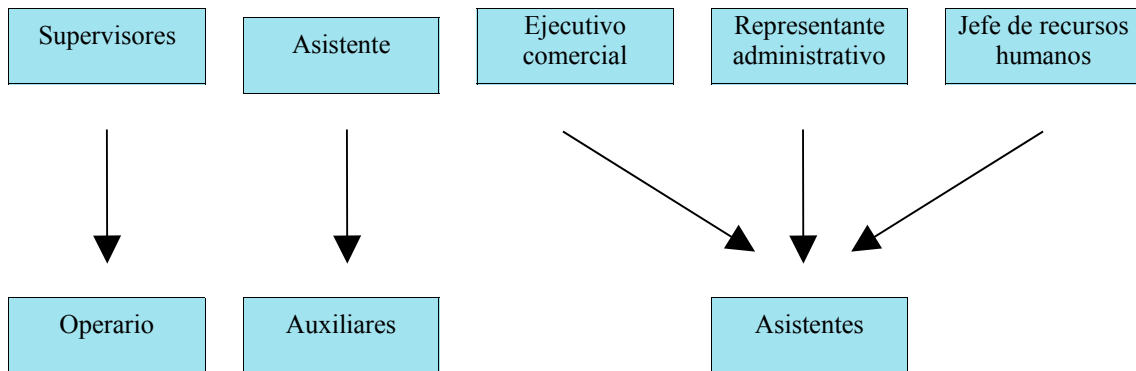 Supervisores
Asistente
Ejecutivo
comercial
Representante
administrativo
Jefe de recursos
humanos
Operario
Auxiliares
Asistentes